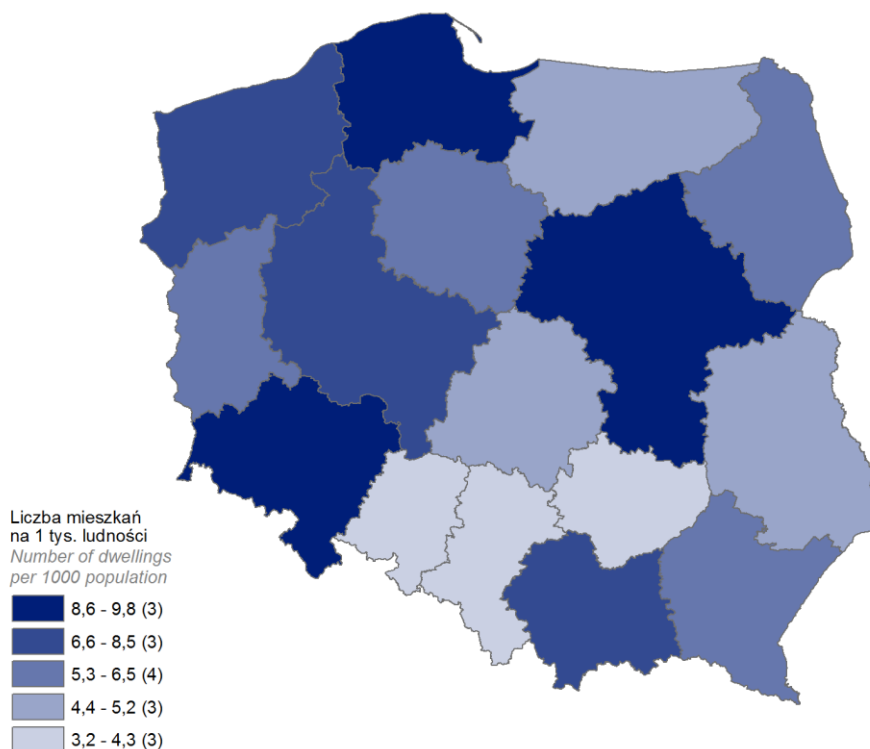 Liczba mieszkań
na 1 tys. ludności
Number of dwellings
per 1000 population
8,6 - 9,8 (3)
6,6 - 8,5 (3)
5,3 - 6,5 (4)
4,4 - 5,2 (3)
3,2 - 4,3 (3)